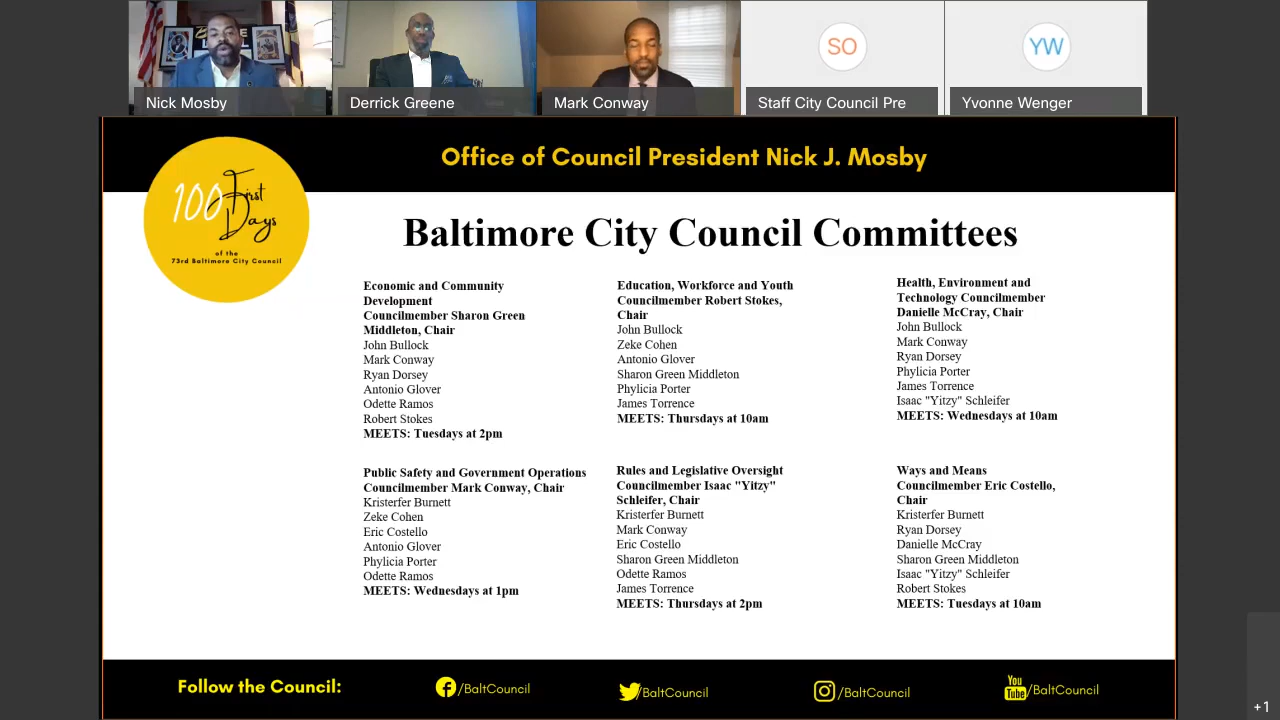 Nick Mosby
Derrick Greene
Mark Conway
SO
Staff City Council Pre
YW
Yvonne Wenger
Office of Council President Nick J. Mosby
100 First
Days
of the
73rd Baltimore City Council
Baltimore City Council Committees
Economic and Community
Development
Councilmember Sharon Green
Middleton, Chair
John Bullock
Mark Conway
Ryan Dorsey
Antonio Glover
Odette Ramos
Robert Stokes
MEETS: Tuesdays at 2pm
Education, Workforce and Youth
Councilmember Robert Stokes,
Chair
John Bullock
Zeke Cohen
Antonio Glover
Sharon Green Middleton
Phylicia Porter
James Torrence
MEETS: Thursdays at 10am
Health, Environment and
Technology Councilmember
Danielle McCray, Chair
John Bullock
Mark Conway
Ryan Dorsey
Phylicia Porter
James Torrence
Isaac "Yitzy" Schleifer
MEETS: Wednesdays at 10am
Public Safety and Government Operations
Councilmember Mark Conway, Chair
Kristerfer Burnett
Zeke Cohen
Eric Costello
Antonio Glover
Phylicia Porter
Odette Ramos
MEETS: Wednesdays at 1pm
Rules and Legislative Oversight
Councilmember Isaac "Yitzy"
Schleifer, Chair
Kristerfer Burnett
Mark Conway
Eric Costello
Sharon Green Middleton
Odette Ramos
James Torrence
MEETS: Thursdays at 2pm
Ways and Means
Councilmember Eric Costello,
Chair
Kristerfer Burnett
Ryan Dorsey
Danielle McCray
Sharon Green Middleton
Isaac "Yitzy" Schleifer
Robert Stokes
MEETS: Tuesdays at 10am
Follow the Council:
/BaltCouncil
/BaltCouncil
/BaltCouncil
You
Tube
/BaltCouncil
+1